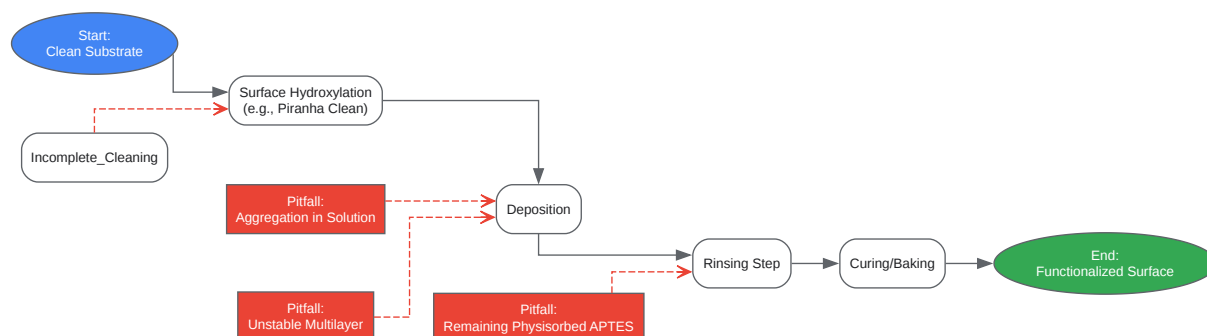 Start:
Clean Substrate
Surface Hydroxylation
(e.g., Piranha Clean)
Incomplete_Cleaning
Pitfall:
Aggregation in Solution
Deposition
Rinsing Step
Curing/Baking
End:
Functionalized Surface
Pitfall:
Unstable Multilayer
Pitfall:
Remaining Physisorbed APTES